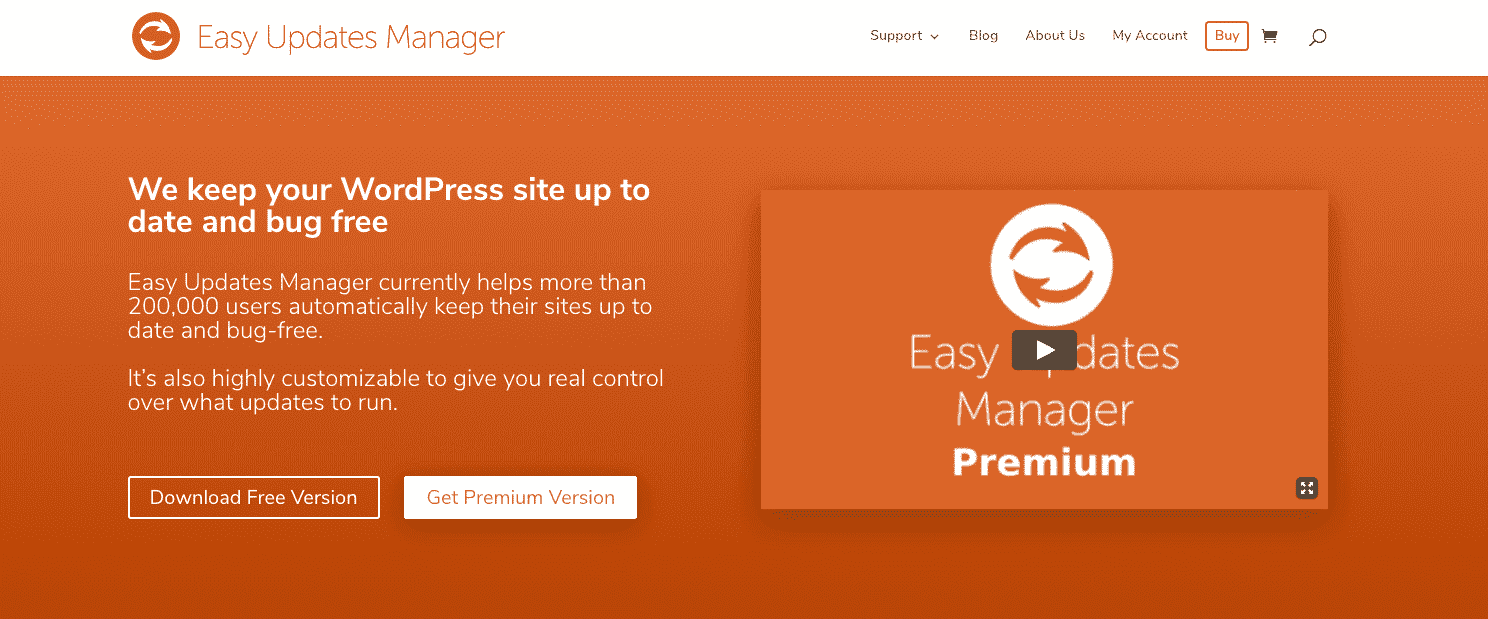 Easy Updates Manager
Support
Blog
About Us
My Account
Buy
We keep your WordPress site up to
date and bug free
Easy Updates Manager currently helps more than
200,000 users automatically keep their sites up to
date and bug-free.
It's also highly customizable to give you real control
over what updates to run.
Download Free Version
Get Premium Version
Easy Updates
Manager
Premium